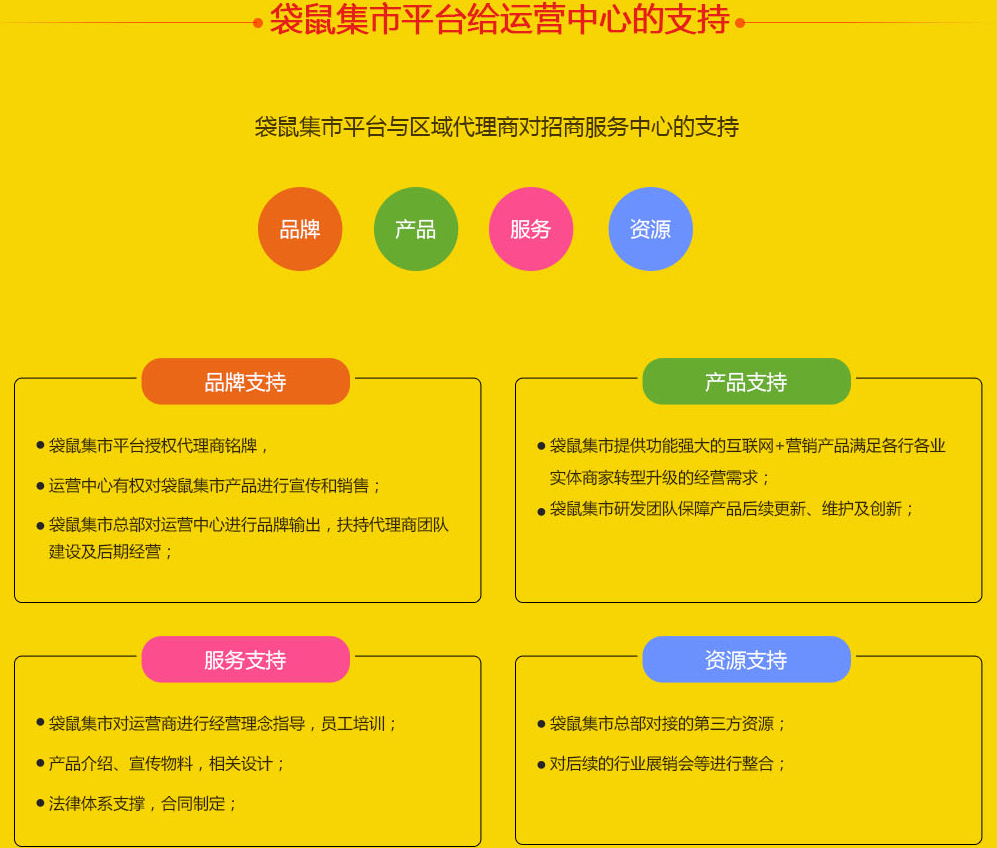 袋鼠集市平台给运营中心的支持
袋鼠集市平台与区域代理商对招商服务中心的支持
品牌
产品
服务
资源
品牌支持
●袋鼠集市平台授权代理商铭牌，
●运营中心有权对袋鼠集市产品进行宣传和销售；
●袋鼠集市总部对运营中心进行品牌输出，扶持代理商团队
建设及后期经营；
产品支持
●袋鼠集市提供功能强大的互联网+营销产品满足各行各业
实体商家转型升级的经营需求；
●袋鼠集市研发团队保障产品后续更新、维护及创新；
服务支持
●袋鼠集市对运营商进行经营理念指导，员工培训；
●产品介绍、宣传物料，相关设计；
●法律体系支撑，合同制定；
资源支持
●袋鼠集市总部对接的第三方资源；
●对后续的行业展销会等进行整合；